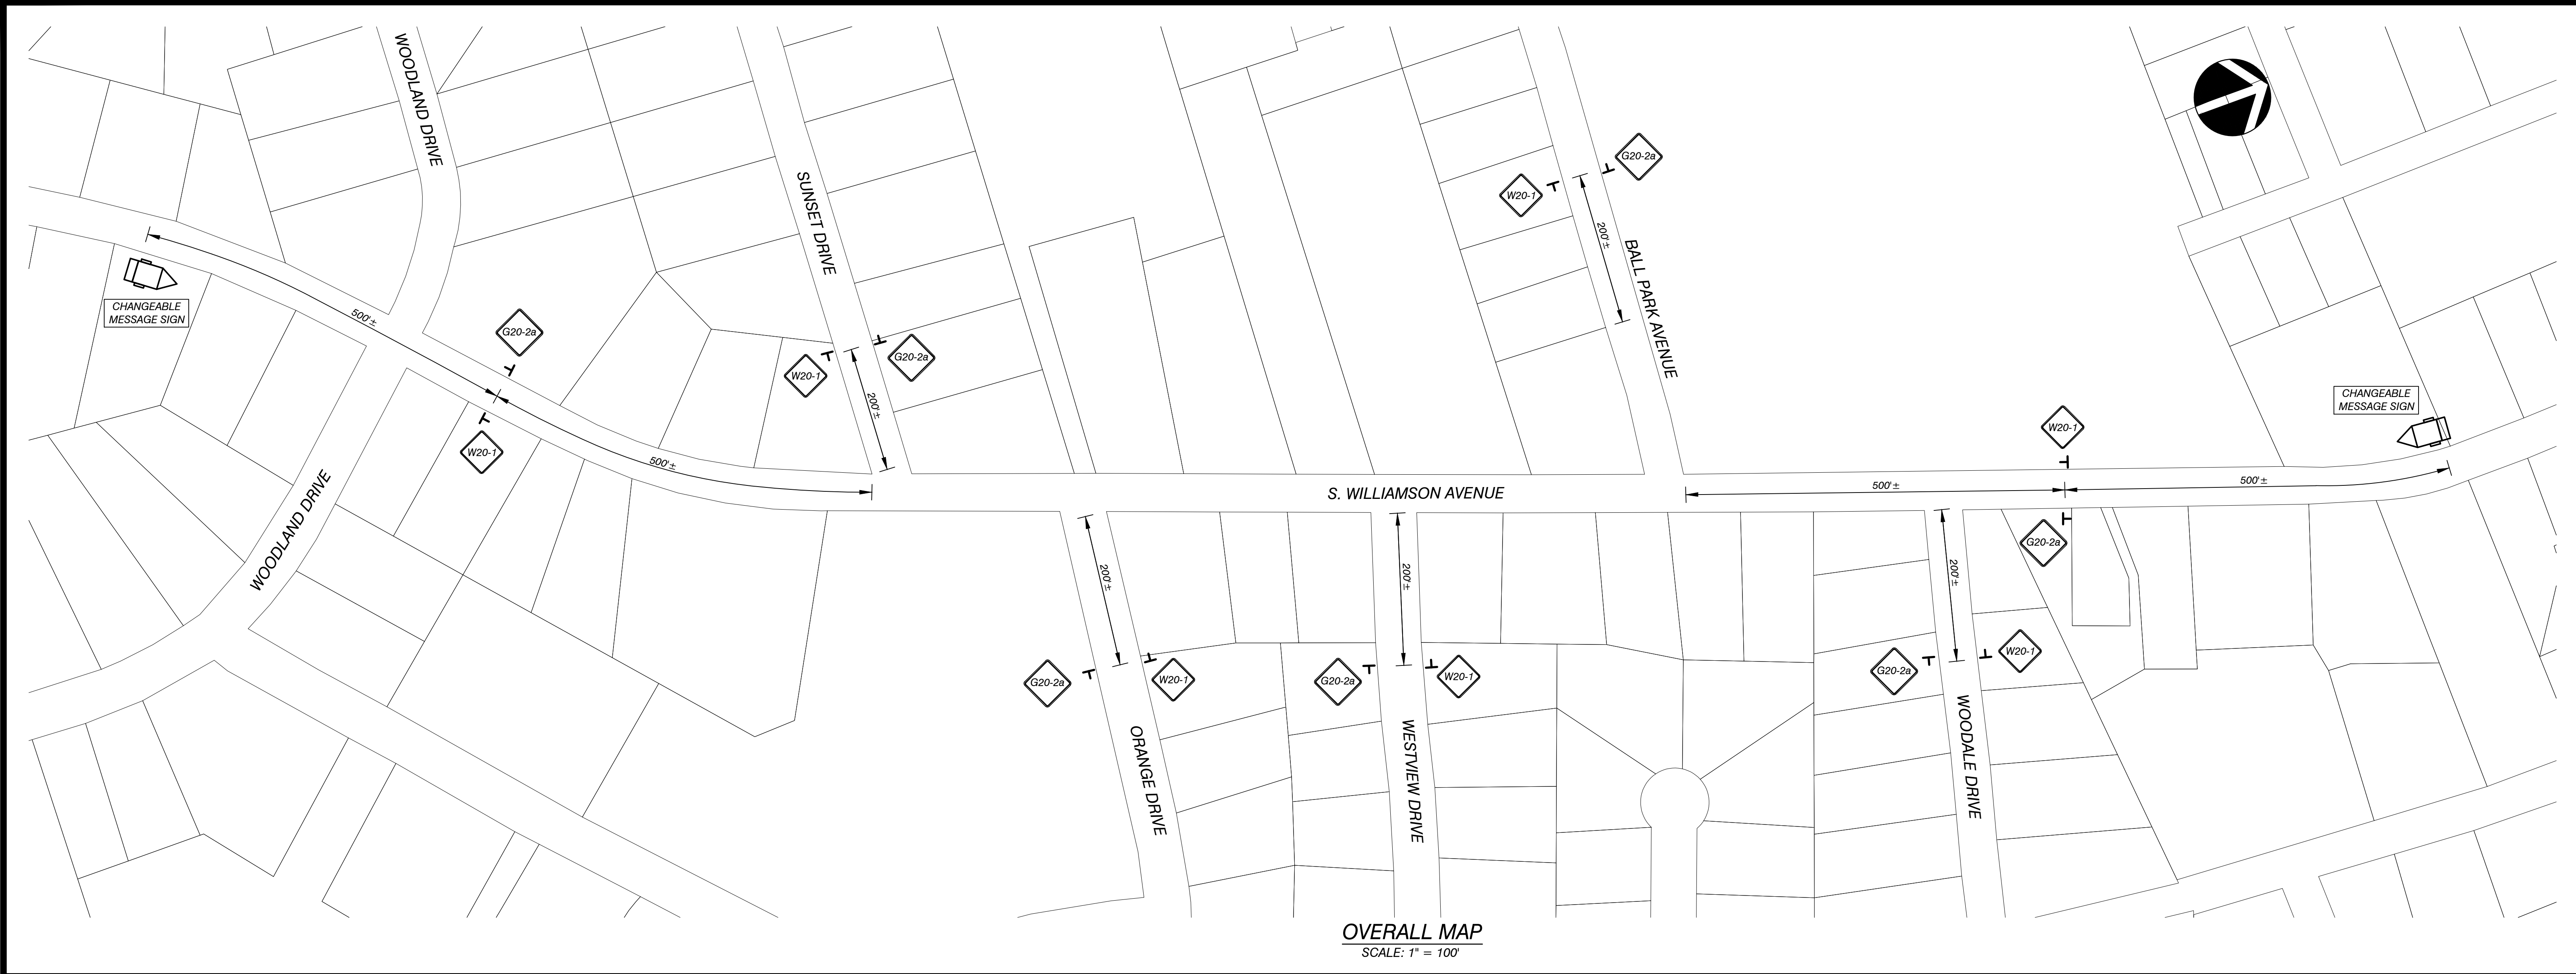 WOODLAND DRIVE
SUNSET DRIVE
BALL PARK AVENUE
G20-2a
W20-1
200'±
CHANGEABLE
MESSAGE SIGN
500'±
G20-2a
W20-1
500'±
W20-1
G20-2a
200'±
CHANGEABLE
MESSAGE SIGN
W20-1
500'±
500'±
S. WILLIAMSON AVENUE
WOODLAND DRIVE
200'±
200'±
200'±
G20-2a
G20-2a
W20-1
G20-2a
W20-1
G20-2a
W20-1
ORANGE DRIVE
WESTVIEW DRIVE
WOODALE DRIVE
OVERALL MAP
SCALE: 1" = 100'